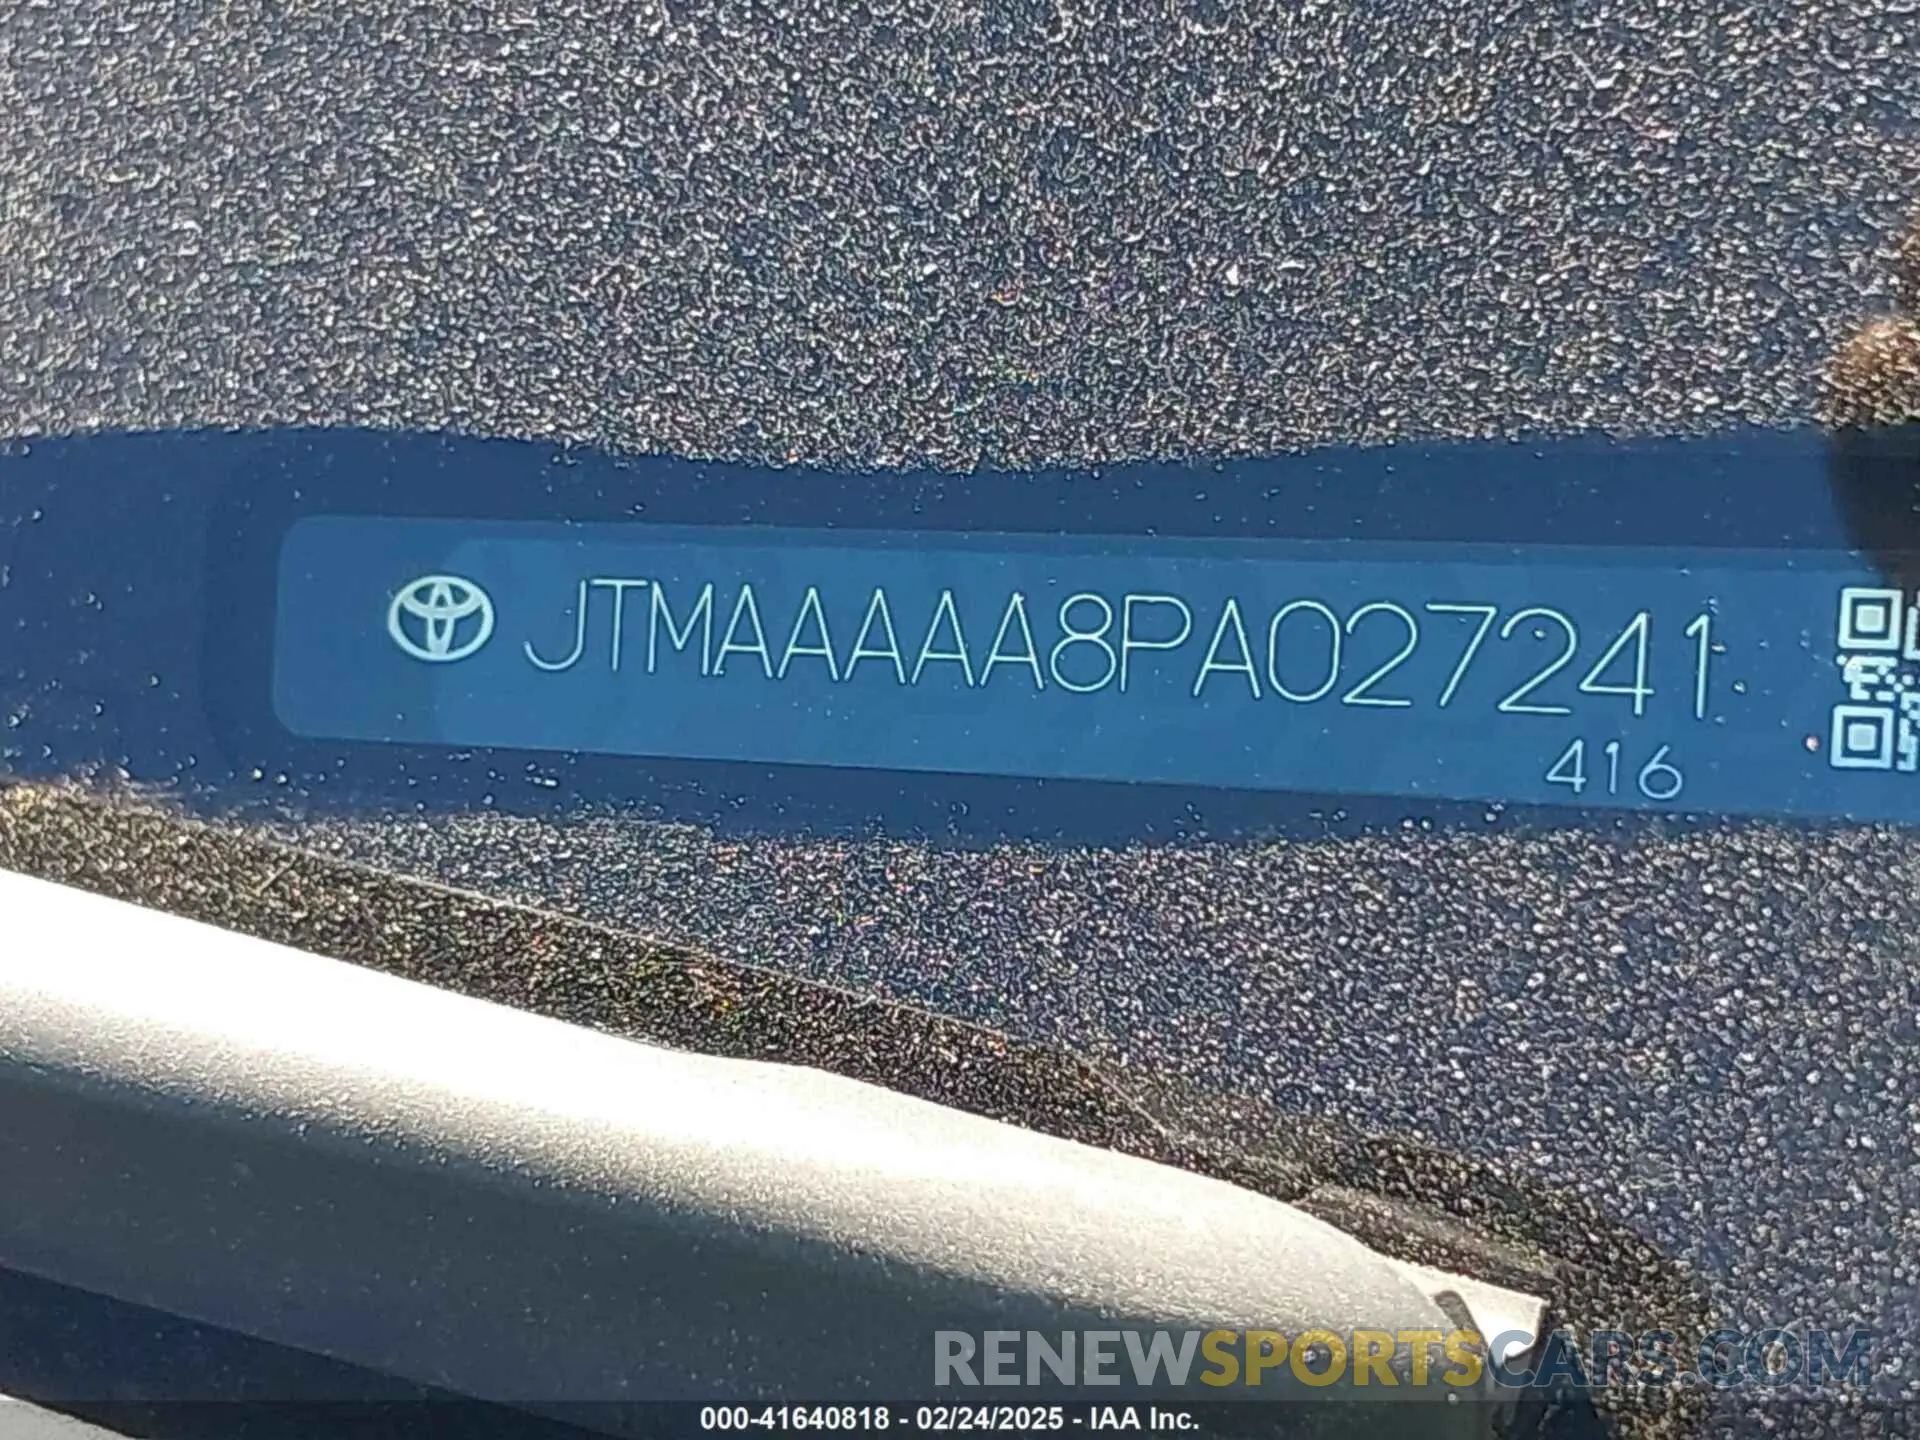 JTMAAAAA8PA027241
416
RENEWSPORTSCARS.COM
000-41640818 - 02/24/2025 - IAA Inc.